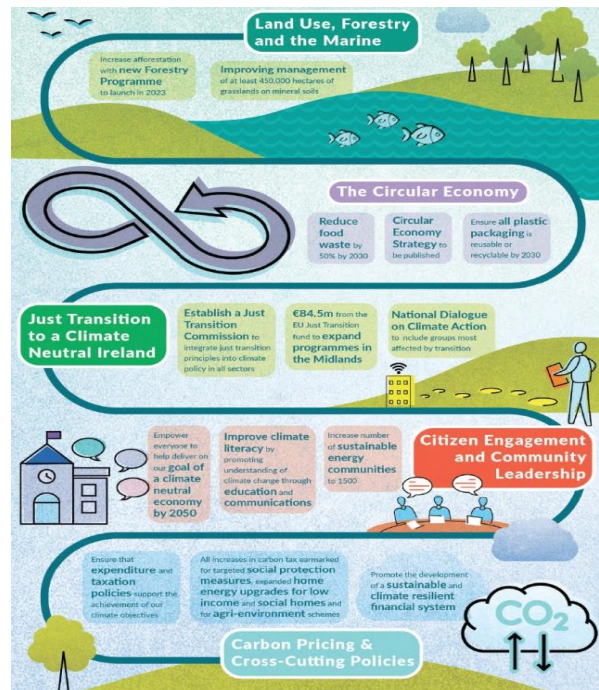 Land Use, Forestry
and the Marine
Increase afforestation
with new Forestry
Programme
to launch in 2023
Improving management
of at least 450,000 hectares of
grasslands on mineral soils
The Circular Economy
Reduce
food
waste by
50% by 2030
Circular
Economy
Strategy to
be published
Ensure all plastic
packaging is
reusable or
recyclable by 2030
Just Transition
to a Climate
Neutral Ireland
Establish a Just
Transition
Commission to
integrate just transition
principles into climate
policy in all sectors
€84.5m from the
EU Just Transition
fund to expand
programmes in
the Midlands
National Dialogue
on Climate Action
to include groups most
affected by transition
Empower
everyone to
help deliver on
our goal of
a climate
neutral
economy
by 2050
Improve climate
literacy by
promoting
understanding of
climate change through
education and
communications
Increase number
of sustainable
energy
communities
to 1500
Citizen Engagement
and Community
Leadership
Ensure that
expenditure and
taxation
policies support the
achievement of our
climate objectives
All increases in carbon tax earmarked
for targeted social protection
measures, expanded home
energy upgrades for low
income and social homes and
for agri-environment schemes
Promote the development
of a sustainable and
climate resilient
financial system
CO2
Carbon Pricing &
Cross-Cutting Policies